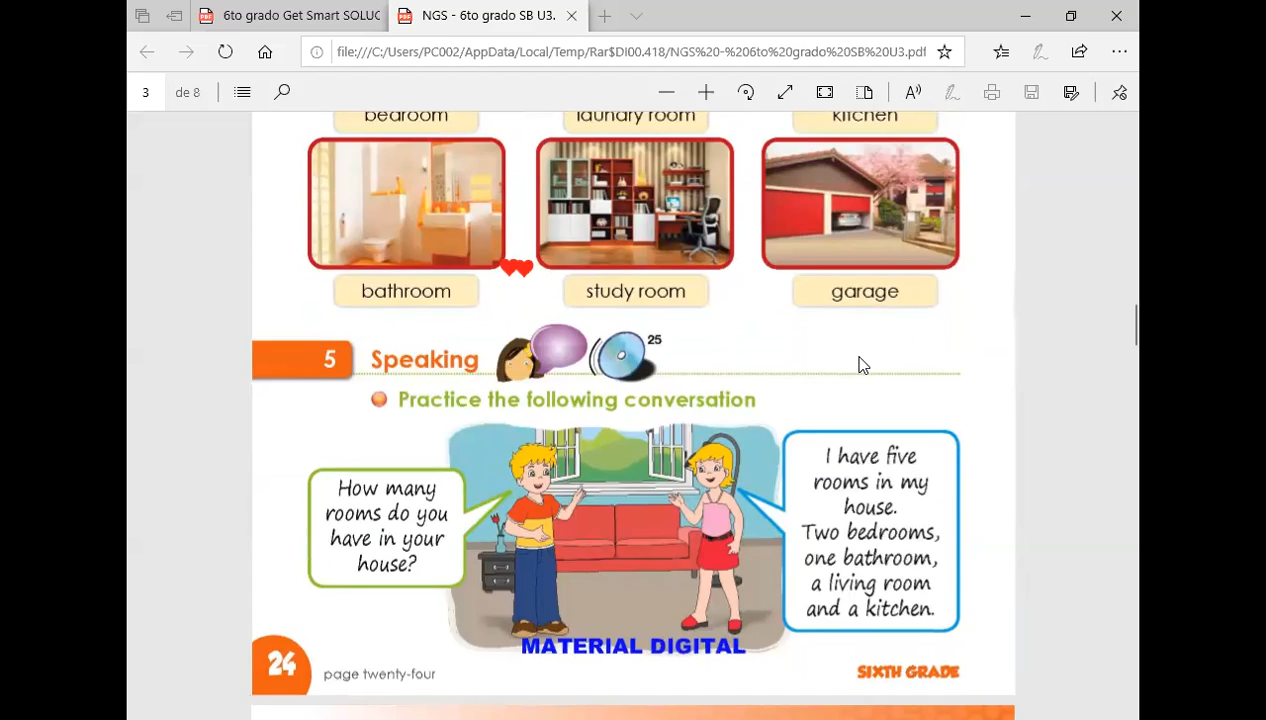 6to grado Get Smart SOLUC
NGS - 6to grado SB U3.
file:///C:/Users/PC002/AppData/Local/Temp/Rar$DI00.418/NGS%20-%206to%20grado%20SB%20U3.pdf
3
de 8
bedroom
laundry room
kitchen
bathroom
study room
garage
5
Speaking
25
Practice the following conversation
How many
rooms do you
have in your
house?
I have five
rooms in my
house.
Two bedrooms,
one bathroom,
a living room
and a kitchen.
MATERIAL DIGITAL
24
page twenty-four
SIXTH GRADE